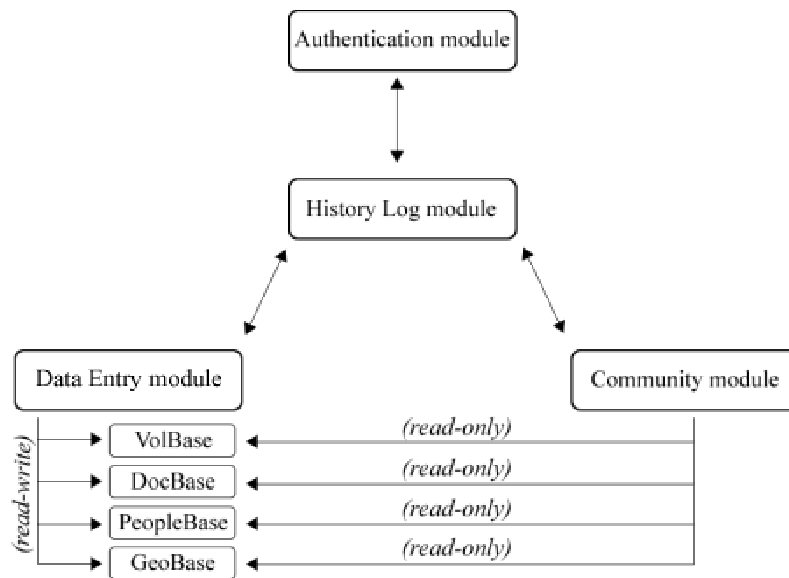 Authentication module
History Log module
Data Entry module
Community module
(read-write)
VolBase
(read-only)
DocBase
(read-only)
PeopleBase
(read-only)
GeoBase
(read-only)